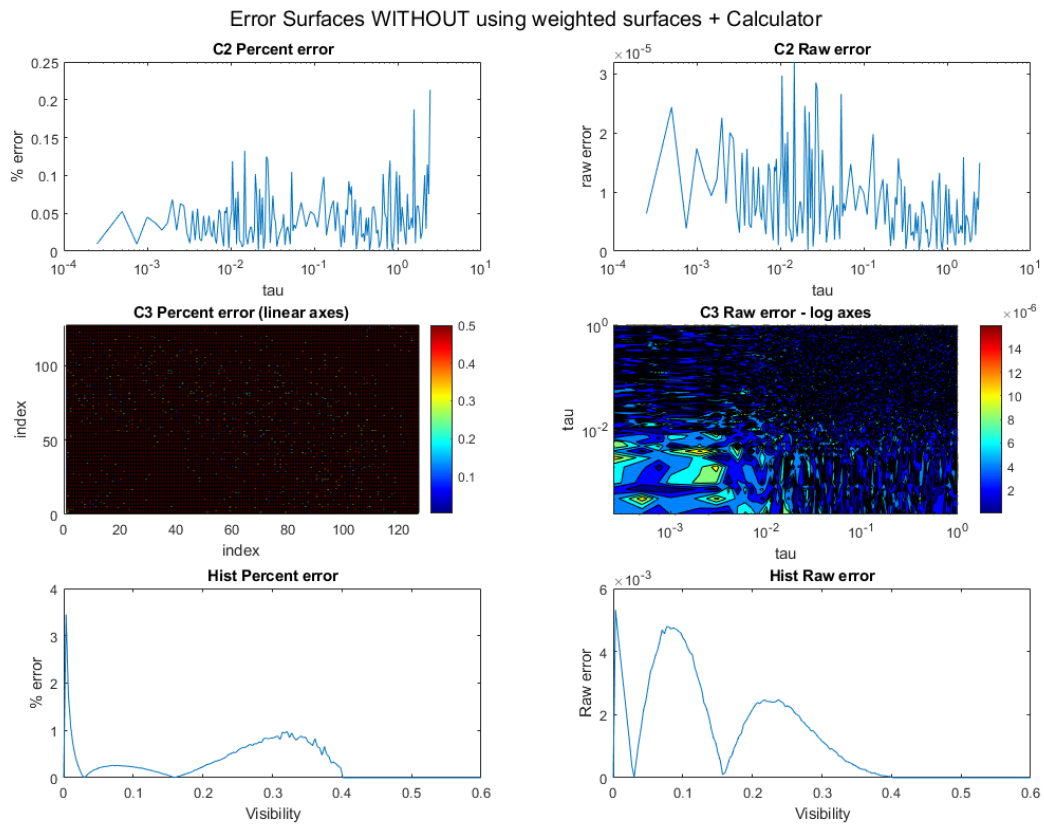 Error Surfaces WITHOUT using weighted surfaces + Calculator
C2 Percent error
0.25
0.2
0.15
0.1
0.05
0
% error
10^-4 10^-3 10^-2 10^-1 10^0 10^1
tau
C2 Raw error
×10^-5
3
2
1
0
raw error
10^-4 10^-3 10^-2 10^-1 10^0 10^1
tau
C3 Percent error (linear axes)
100
50
0
index
0 20 40 60 80 100 120
index
0.5
0.4
0.3
0.2
0.1
C3 Raw error - log axes
10^0
10^-2
tau
10^-3 10^-2 10^-1 10^0
tau
×10^-6
14
12
10
8
6
4
2
Hist Percent error
4
3
2
1
0
% error
0 0.1 0.2 0.3 0.4 0.5 0.6
Visibility
Hist Raw error
×10^-3
6
4
2
0
Raw error
0 0.1 0.2 0.3 0.4 0.5 0.6
Visibility